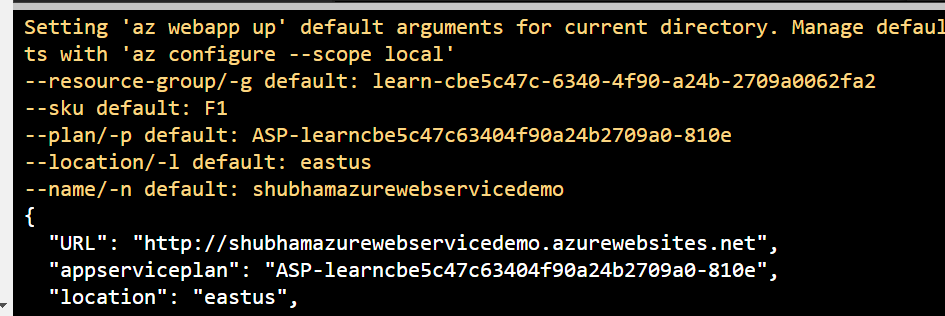 Setting 'az webapp up' default arguments for current directory. Manage defaul
ts with 'az configure --scope local'
--resource-group/-g default: learn-cbe5c47c-6340-4f90-a24b-2709a0062fa2
--sku default: F1
--plan/-p default: ASP-learncbe5c47c63404f90a24b2709a0-810e
--location/-l default: eastus
--name/-n default: shubhamazurewebservicedemo
{
  "URL": "http://shubhamazurewebservicedemo.azurewebsites.net",
  "appserviceplan": "ASP-learncbe5c47c63404f90a24b2709a0-810e",
  "location": "eastus",